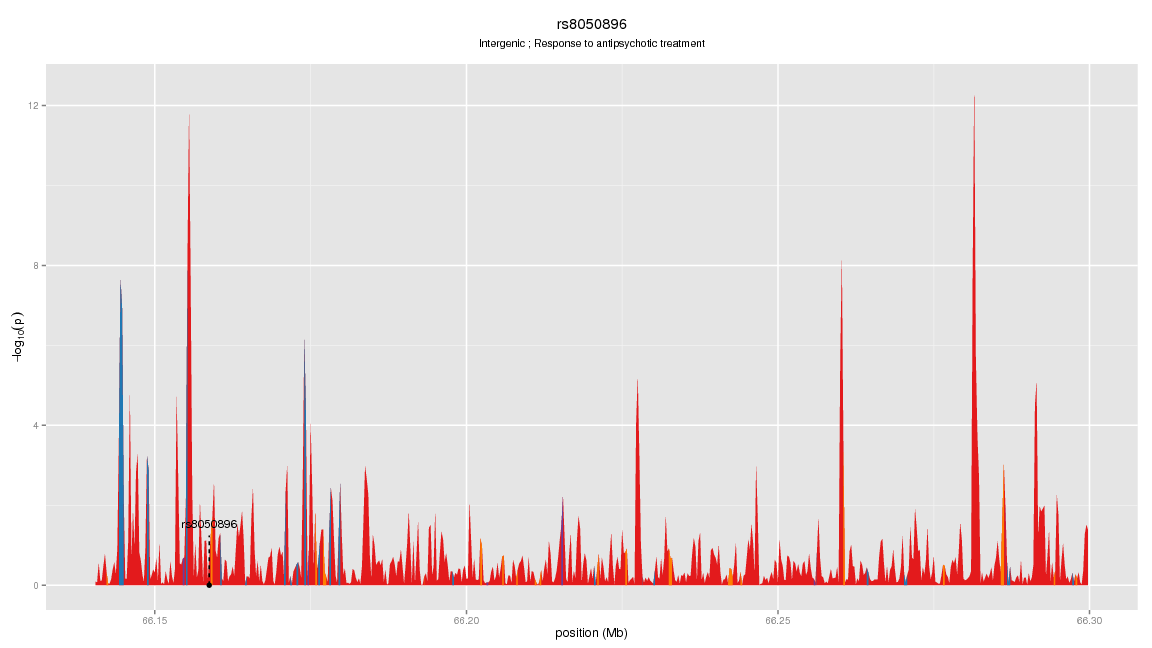 rs8050896
Intergenic ; Response to antipsychotic treatment
12
8
4
0
−log10(p)
rs8050896
66.15
66.20
66.25
66.30
position (Mb)